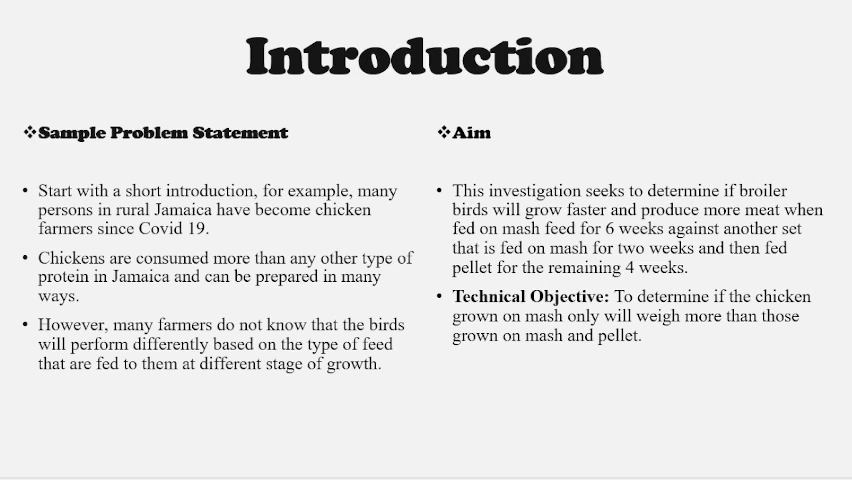 Introduction
❖Sample Problem Statement
• Start with a short introduction, for example, many
persons in rural Jamaica have become chicken
farmers since Covid 19.
• Chickens are consumed more than any other type of
protein in Jamaica and can be prepared in many
ways.
• However, many farmers do not know that the birds
will perform differently based on the type of feed
that are fed to them at different stage of growth.
❖Aim
• This investigation seeks to determine if broiler
birds will grow faster and produce more meat when
fed on mash feed for 6 weeks against another set
that is fed on mash for two weeks and then fed
pellet for the remaining 4 weeks.
• Technical Objective: To determine if the chicken
grown on mash only will weigh more than those
grown on mash and pellet.